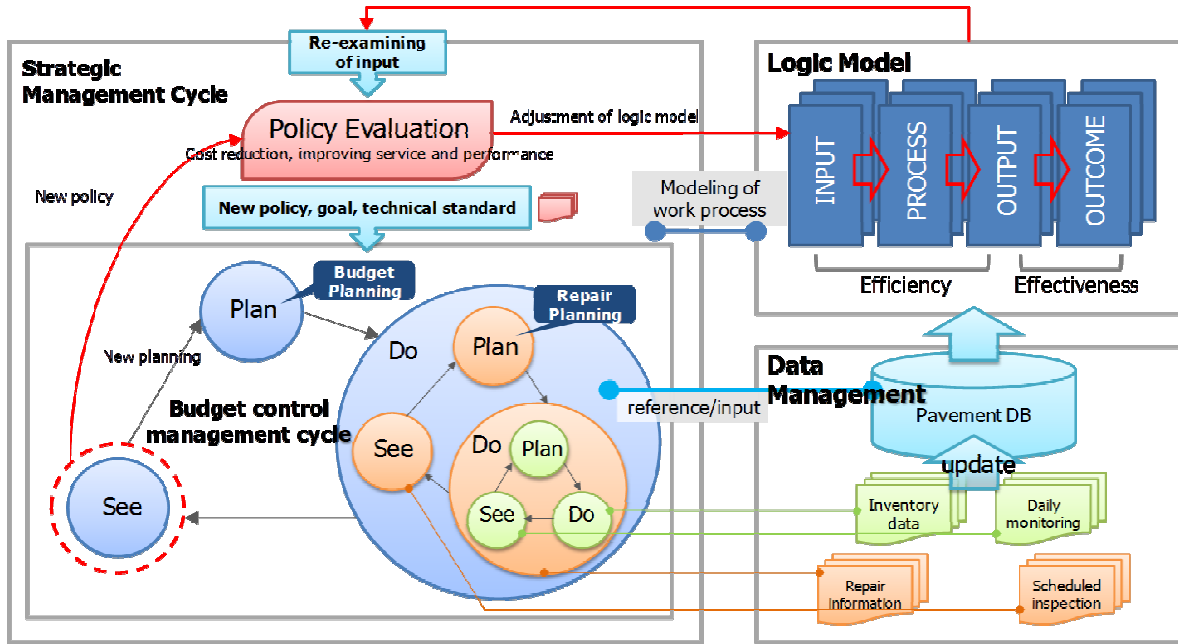 Re-examining
of input
Strategic
Management Cycle
Policy Evaluation
Cost reduction, improving service and performance
Adjustment of logic model
New policy
New policy, goal, technical standard
Modeling of
work process
Logic Model
INPUT
PROCESS
OUTPUT
OUTCOME
Efficiency
Effectiveness
Plan
Budget
Planning
New planning
Budget control
management cycle
See
Do
Repair
Planning
Plan
See
Do
Plan
See
Do
reference/input
Data
Management
Pavement DB
update
Inventory
data
Daily
monitoring
Repair
Information
Scheduled
inspection